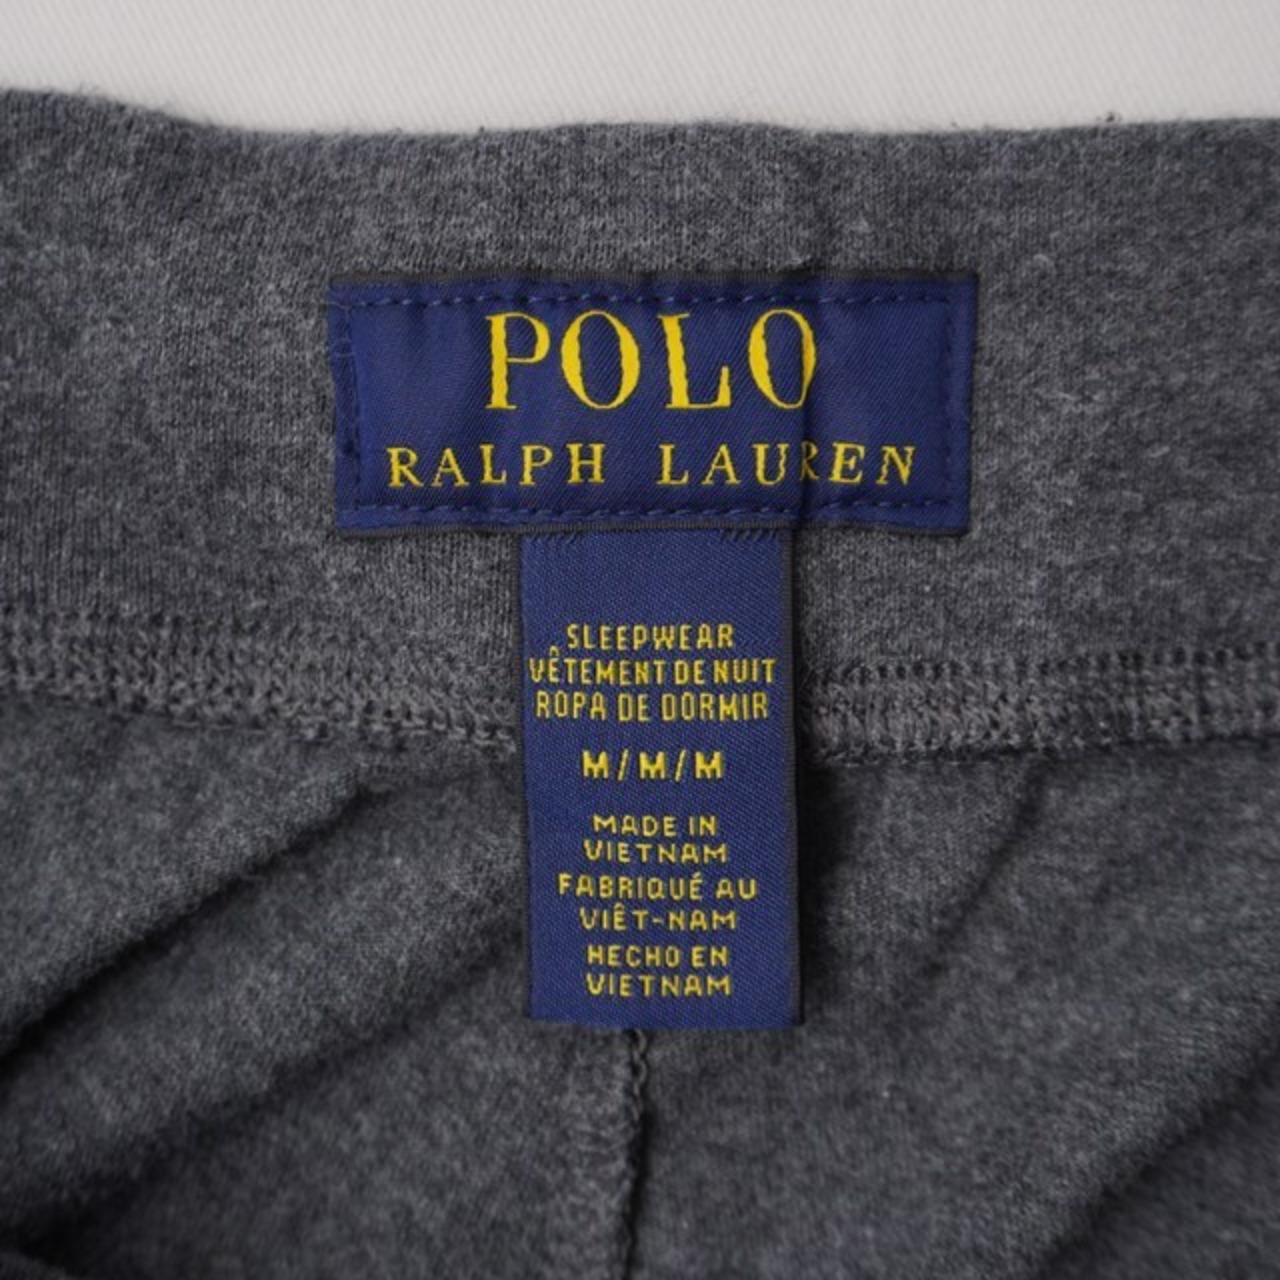 POLO
RALPH LAUREN
SLEEPWEAR
VÊTEMENT DE NUIT
ROPA DE DORMIR
M/M/M
MADE IN
VIETNAM
FABRIQUÉ AU
VIÊT-NAM
HECHO EN
VIETNAM